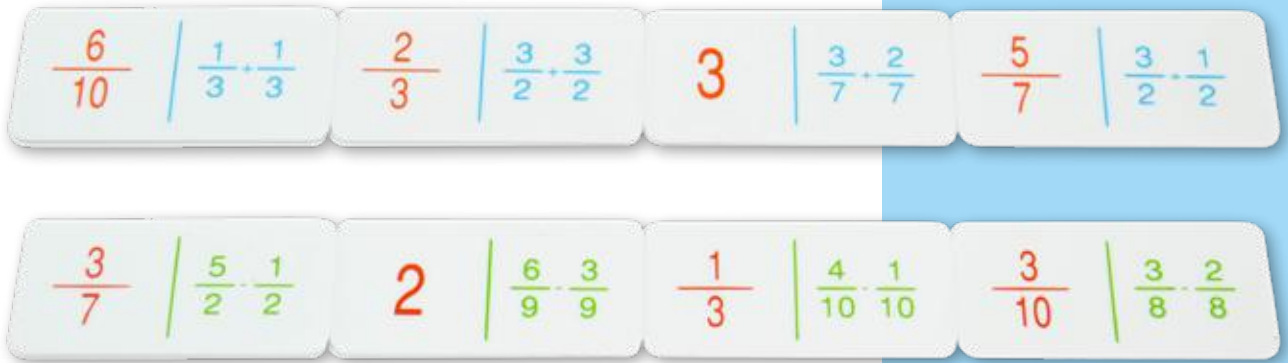 6/10 | 1/3 + 1/3 2/3 | 3/2 + 3/2 3 | 3/7 + 2/7 5/7 | 3/2 + 1/2
3/7 | 5/2 - 1/2 2 | 6/9 - 3/9 1/3 | 4/10 - 1/10 3/10 | 3/8 - 2/8